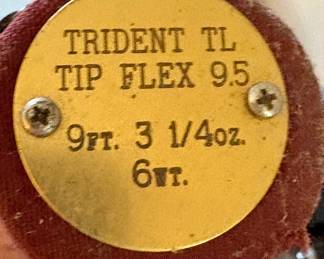 TRIDENT TL
TIP FLEX 9.5
9FT. 3 1/4oz.
6WT.